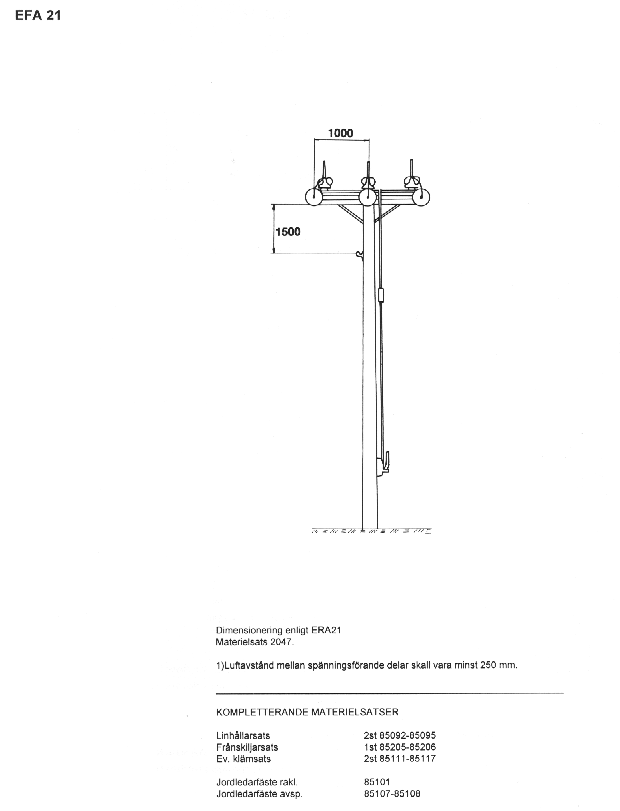 EFA 21
1000
1500
Dimensionering enligt ERA21
Materielsats 2047.
1)Luftavstånd mellan spänningsförande delar skall vara minst 250 mm.
KOMPLETTERANDE MATERIELSATSER
Linhållarsats 2st 85092-85095
Frånskiljarsats 1st 85205-85206
Ev. klämsats 2st 85111-85117
Jordledarfäste rakl. 85101
Jordledarfäste avsp. 85107-85108